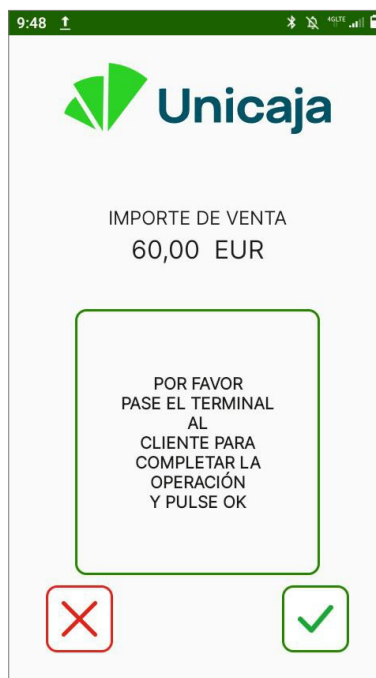 9:48
4GLTE
Unicaja
IMPORTE DE VENTA
60,00 EUR
POR FAVOR
PASE EL TERMINAL
AL
CLIENTE PARA
COMPLETAR LA
OPERACIÓN
Y PULSE OK